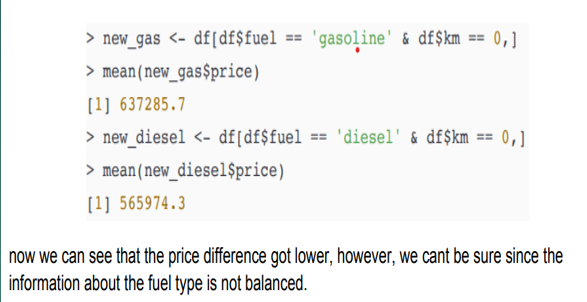 > new_gas <- df[df$fuel == 'gasoline' & df$km == 0,]
> mean(new_gas$price)
[1] 637285.7
> new_diesel <- df[df$fuel == 'diesel' & df$km == 0,]
> mean(new_diesel$price)
[1] 565974.3
now we can see that the price difference got lower, however, we cant be sure since the
information about the fuel type is not balanced.